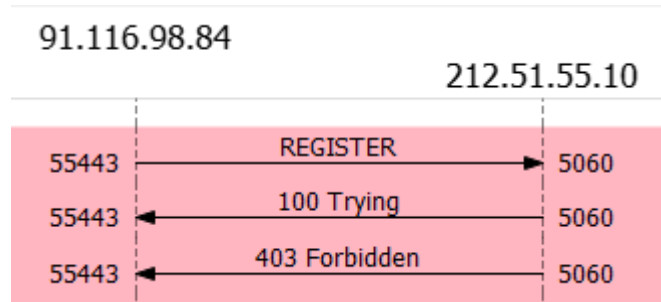 91.116.98.84
212.51.55.10
55443 REGISTER 5060
55443 100 Trying 5060
55443 403 Forbidden 5060